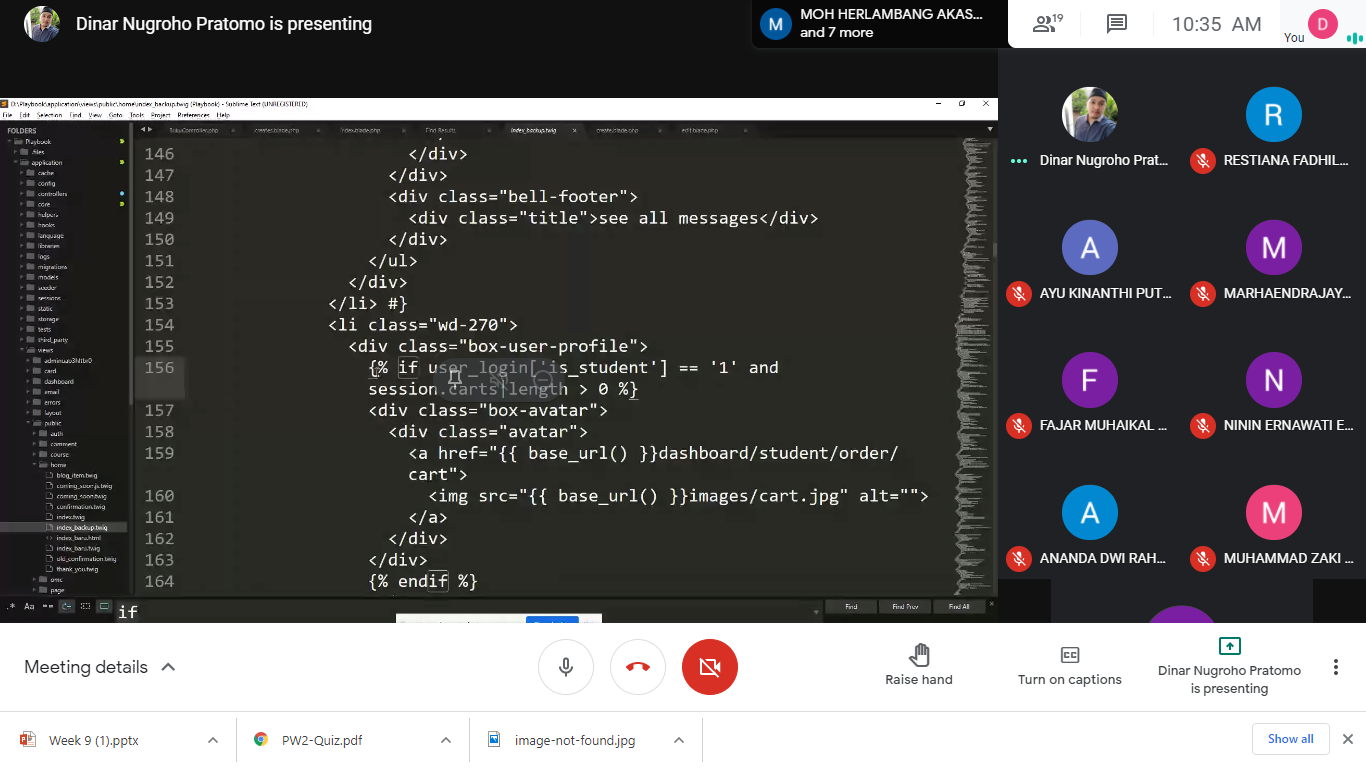 Dinar Nugroho Pratomo is presenting
M
MOH HERLAMBANG AKAS...
and 7 more
19
10:35 AM
You
D
D:\Playbook\application\views\public\home\index_backup.twig (Playbook) - Sublime Text (UNREGISTERED)
File Edit Selection Find View Goto Tools Project Preferences Help
FOLDERS
Playbook
.files
application
cache
config
controllers
core
helpers
hooks
language
libraries
logs
migrations
models
seeder
sessions
static
storage
tests
third_party
views
card
dashboard
email
errors
layout
public
auth
comment
course
home
blog_item.twig
coming_soon.js.twig
coming_soon.twig
confirmation.twig
index.twig
index_backup.twig
index_baru.html
index_baru.twig
old_confirmation.twig
thank_you.twig
omc
page
BukuController.php
create.blade.php
index.blade.php
Find Results
index_backup.twig
create.blade.php
edit.blade.php
146 </div>
147 </div>
148 <div class="bell-footer">
149 <div class="title">see all messages</div>
150 </div>
151 </ul>
152 </div>
153 </li> #}
154 <li class="wd-270">
155 <div class="box-user-profile">
156 {% if user_login['is_student'] == '1' and
session.carts|length > 0 %}
157 <div class="box-avatar">
158 <div class="avatar">
159 <a href="{{ base_url() }}dashboard/student/order/
cart">
160 <img src="{{ base_url() }}images/cart.jpg" alt="">
161 </a>
162 </div>
163 </div>
164 {% endif %}
.* Aa
if
Find
Find Prev
Find All
Dinar Nugroho Prat...
R
RESTIANA FADHIL...
A
AYU KINANTHI PUT...
M
MARHAENDRAJAY...
F
FAJAR MUHAIKAL ...
N
NININ ERNAWATI E...
A
ANANDA DWI RAH...
M
MUHAMMAD ZAKI ...
Meeting details
Raise hand
CC
Turn on captions
Dinar Nugroho Pratomo
is presenting
Week 9 (1).pptx
PW2-Quiz.pdf
image-not-found.jpg
Show all